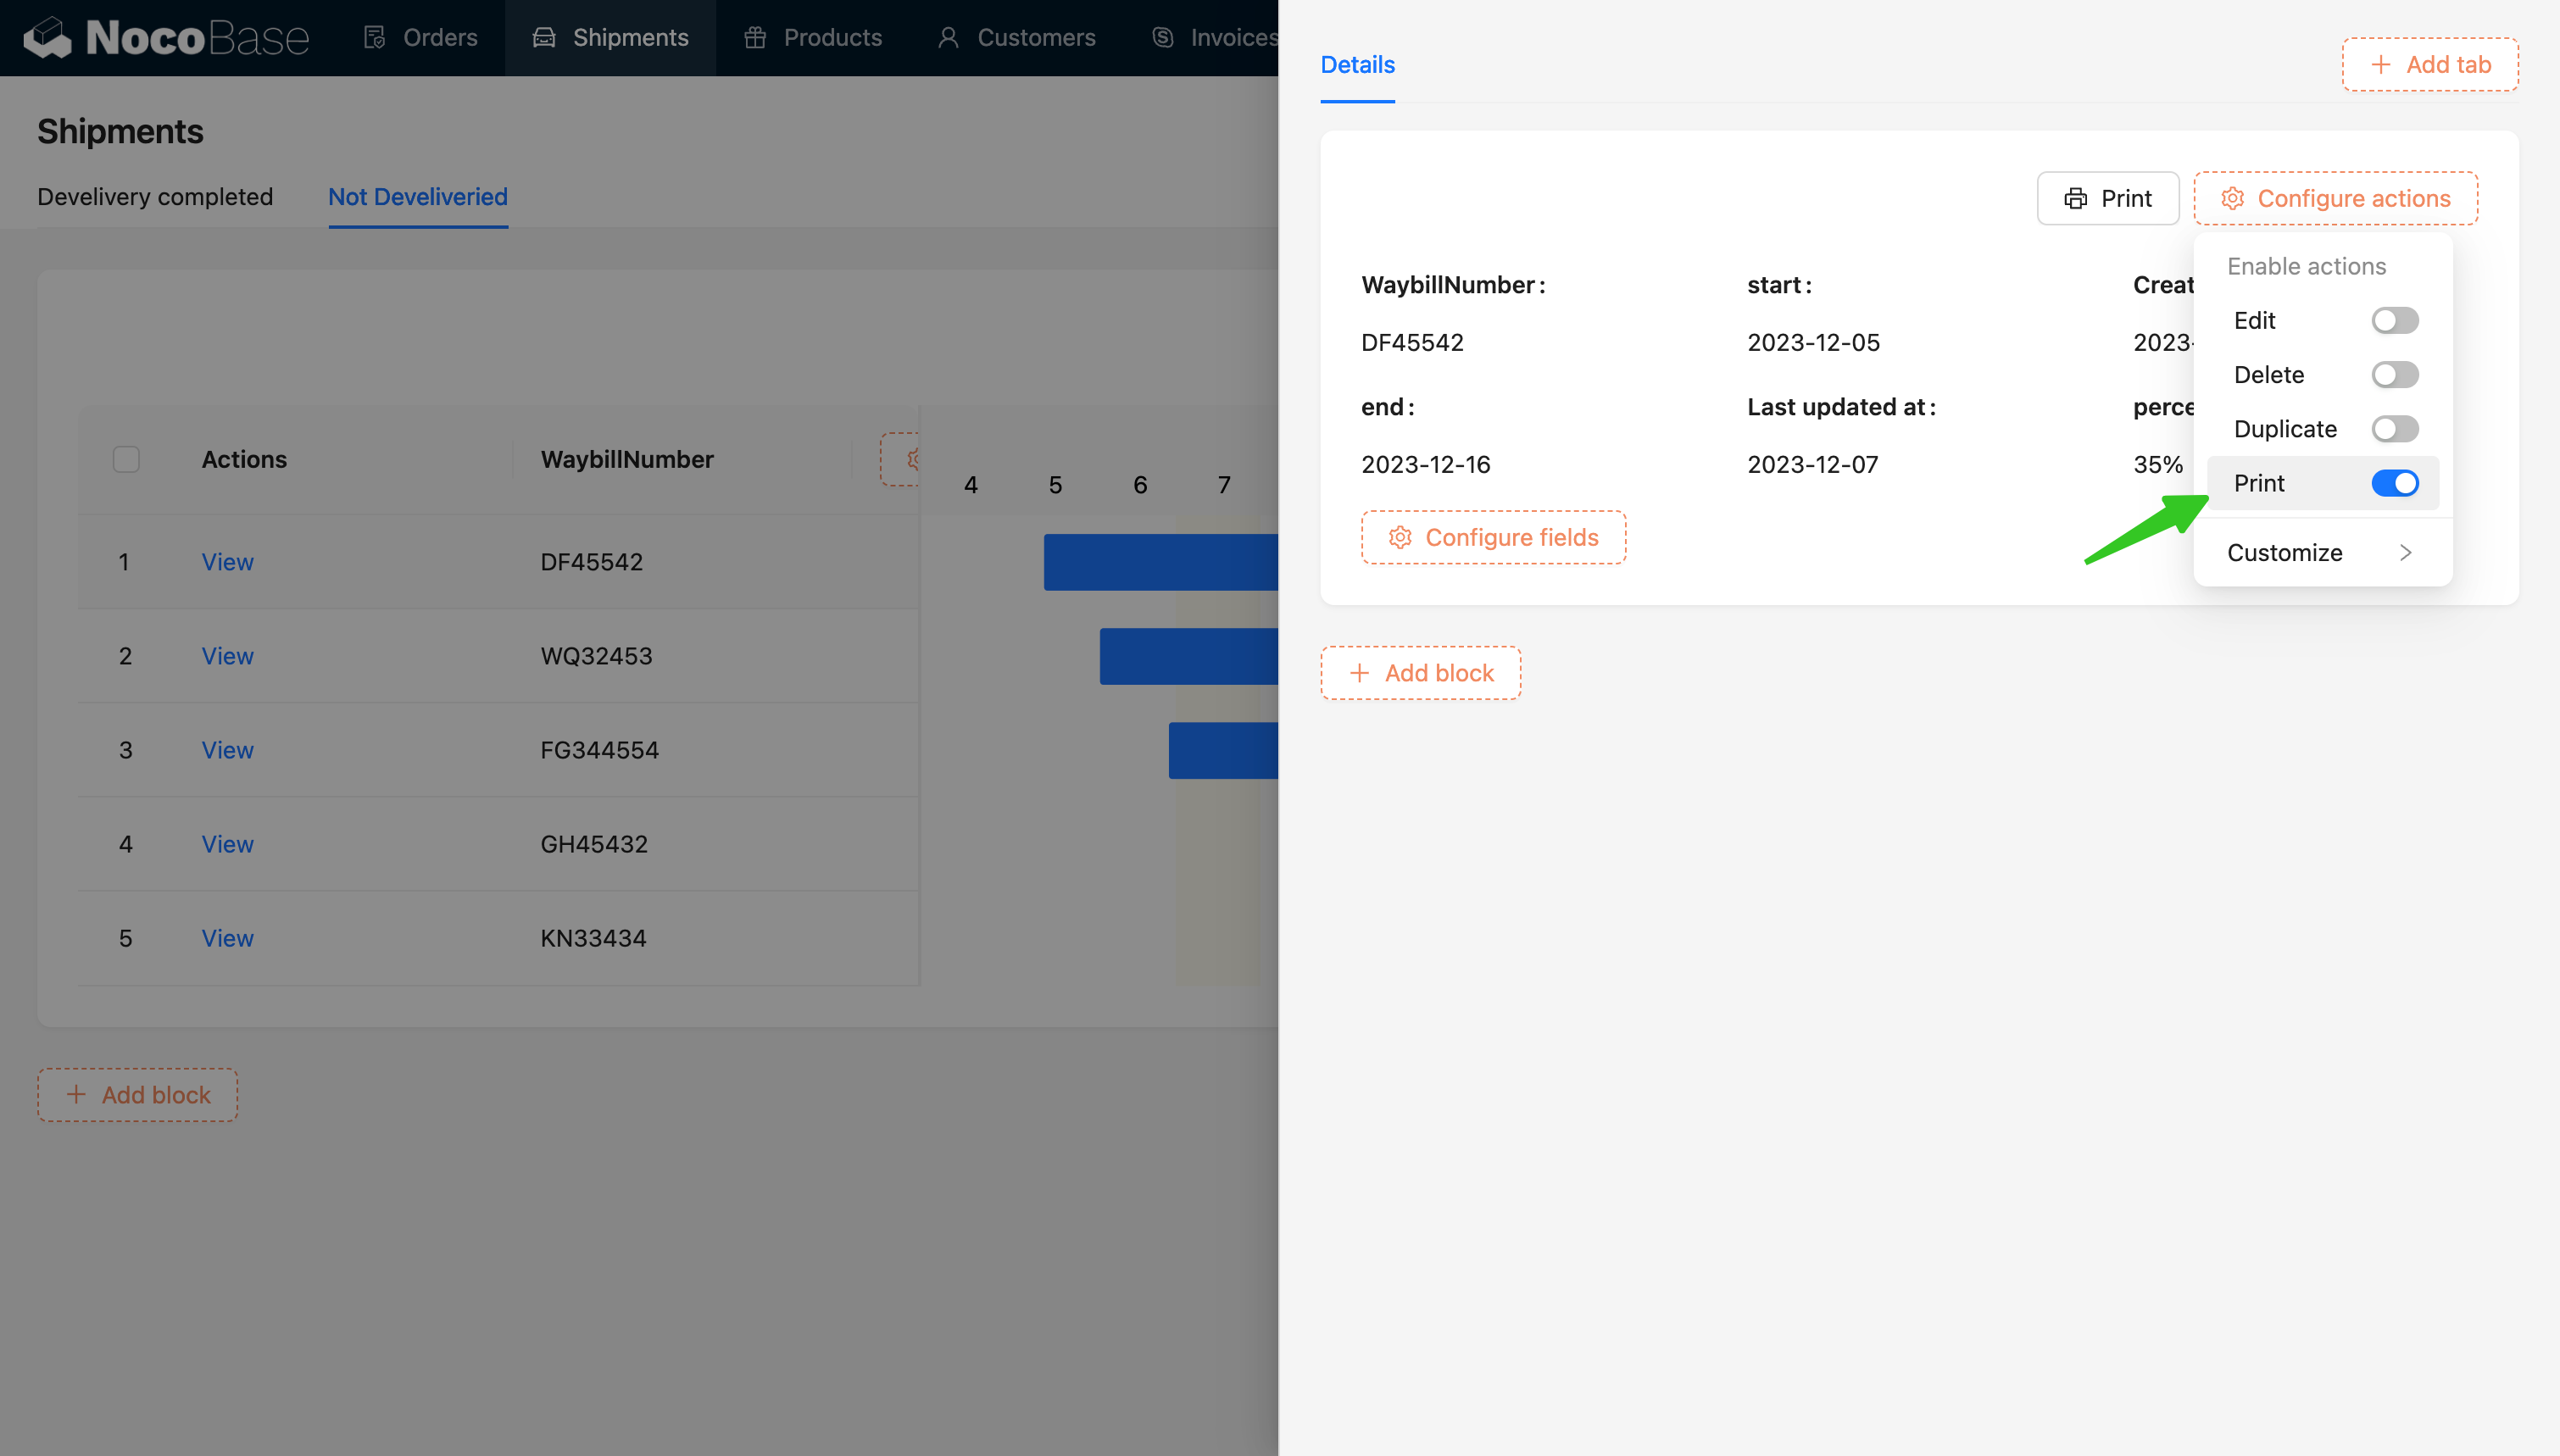 NocoBase Orders Shipments Products Customers Invoices
Shipments
Develivery completed Not Develiveried
Actions WaybillNumber
4 5 6 7
1 View DF45542
2 View WQ32453
3 View FG344554
4 View GH45432
5 View KN33434
+ Add block
Details
+ Add tab
Print Configure actions
WaybillNumber: start: Creat
DF45542 2023-12-05 2023-
end: Last updated at: perce
2023-12-16 2023-12-07 35%
Configure fields
Enable actions
Edit
Delete
Duplicate
Print
Customize
+ Add block